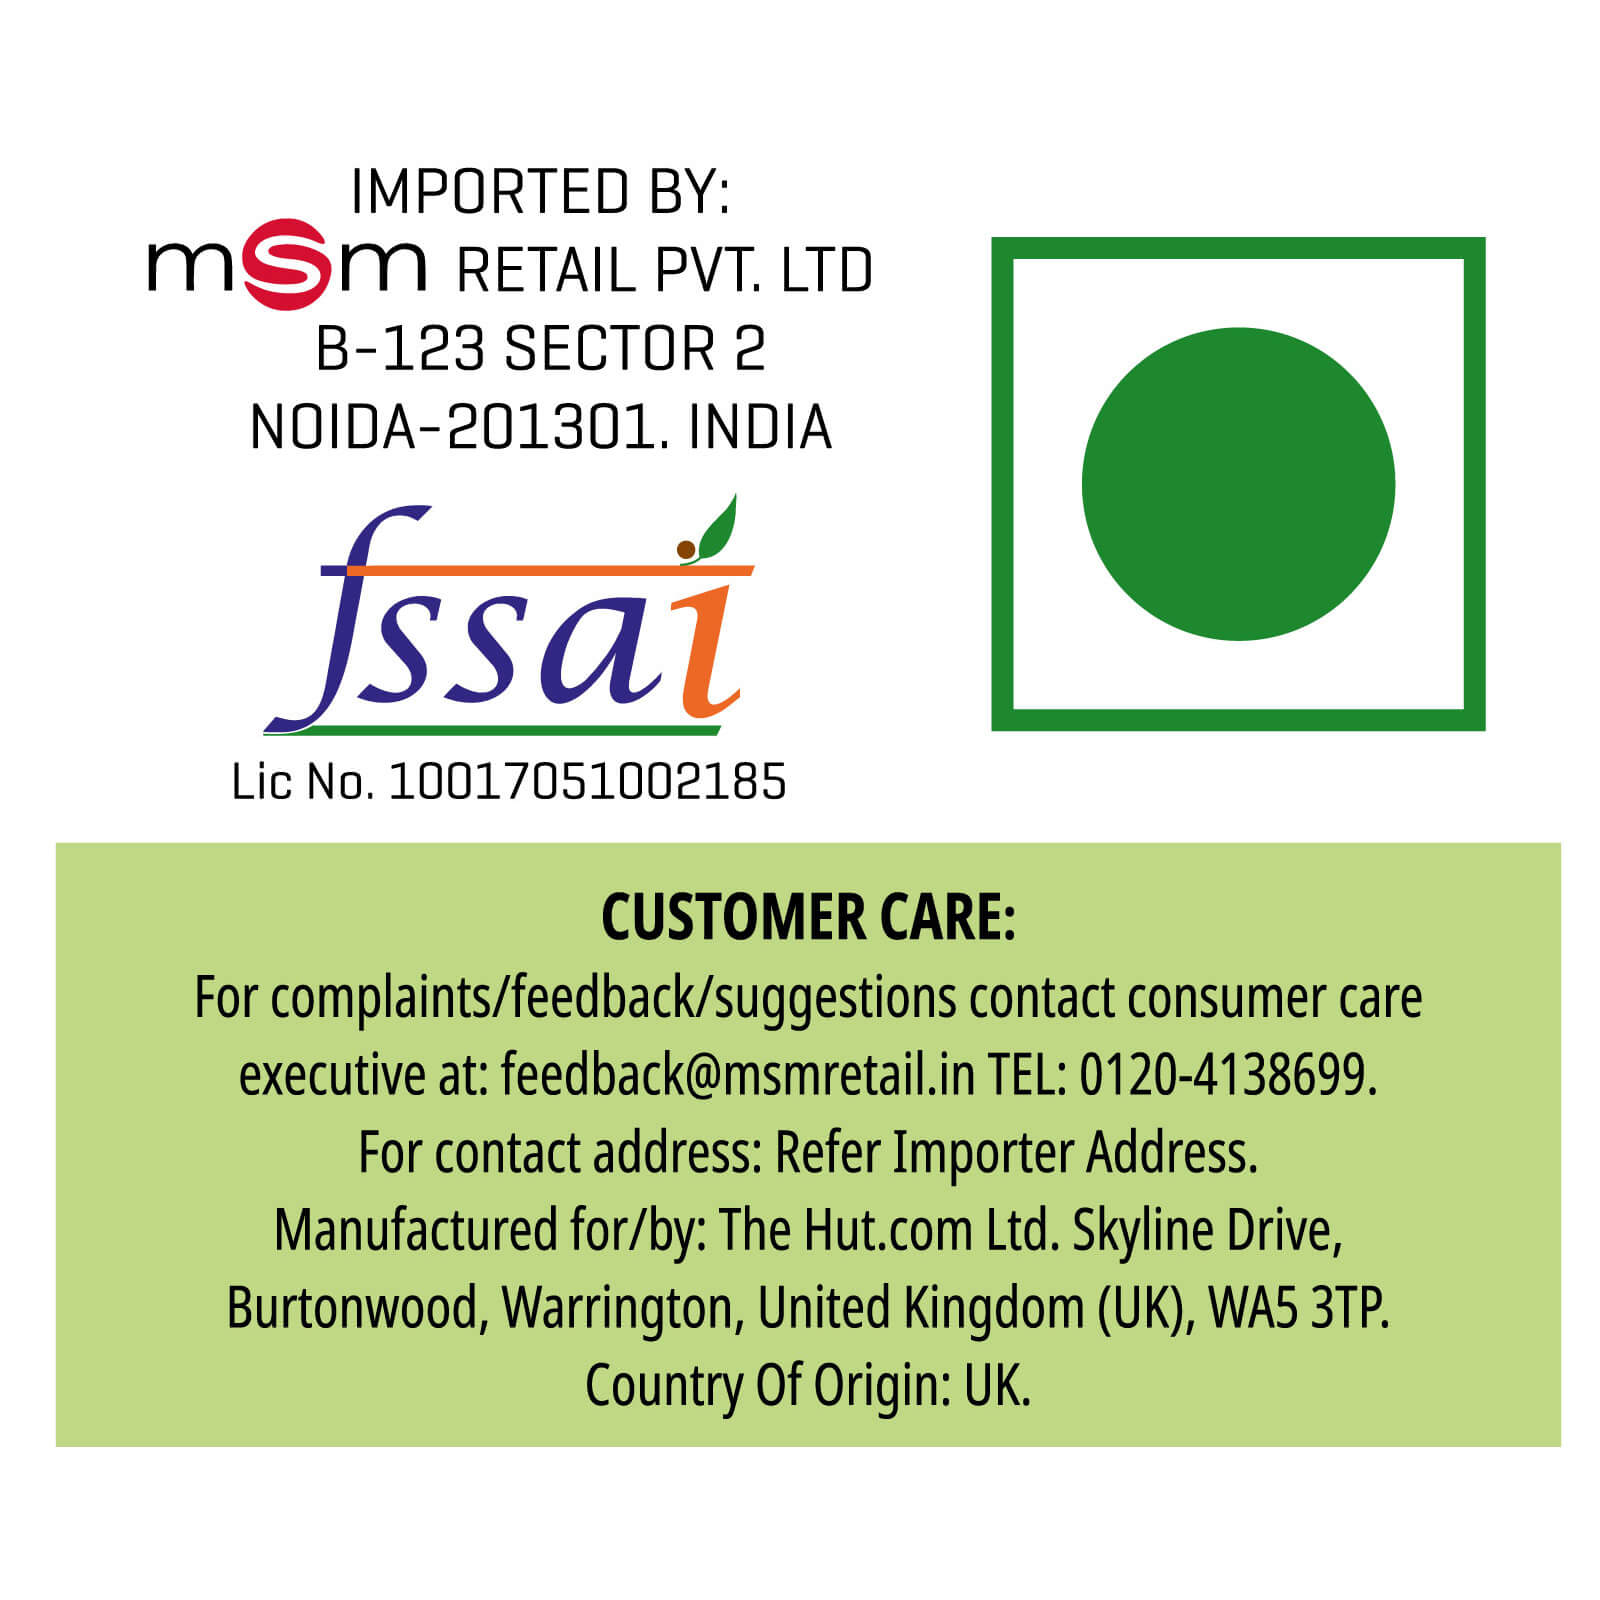 IMPORTED BY:
msm RETAIL PVT. LTD
B-123 SECTOR 2
NOIDA-201301. INDIA
fssai
Lic No. 10017051002185
CUSTOMER CARE:
For complaints/feedback/suggestions contact consumer care
executive at: feedback@msmretail.in TEL: 0120-4138699.
For contact address: Refer Importer Address.
Manufactured for/by: The Hut.com Ltd. Skyline Drive,
Burtonwood, Warrington, United Kingdom (UK), WA5 3TP.
Country Of Origin: UK.